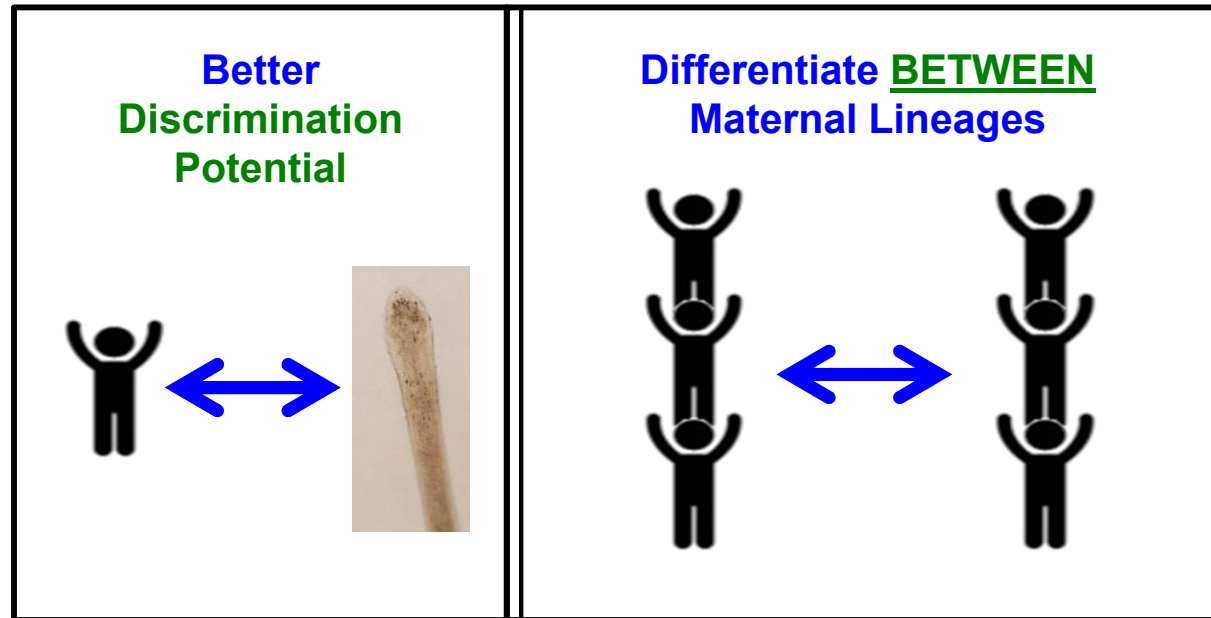 Better
Discrimination
Potential
Differentiate BETWEEN
Maternal Lineages